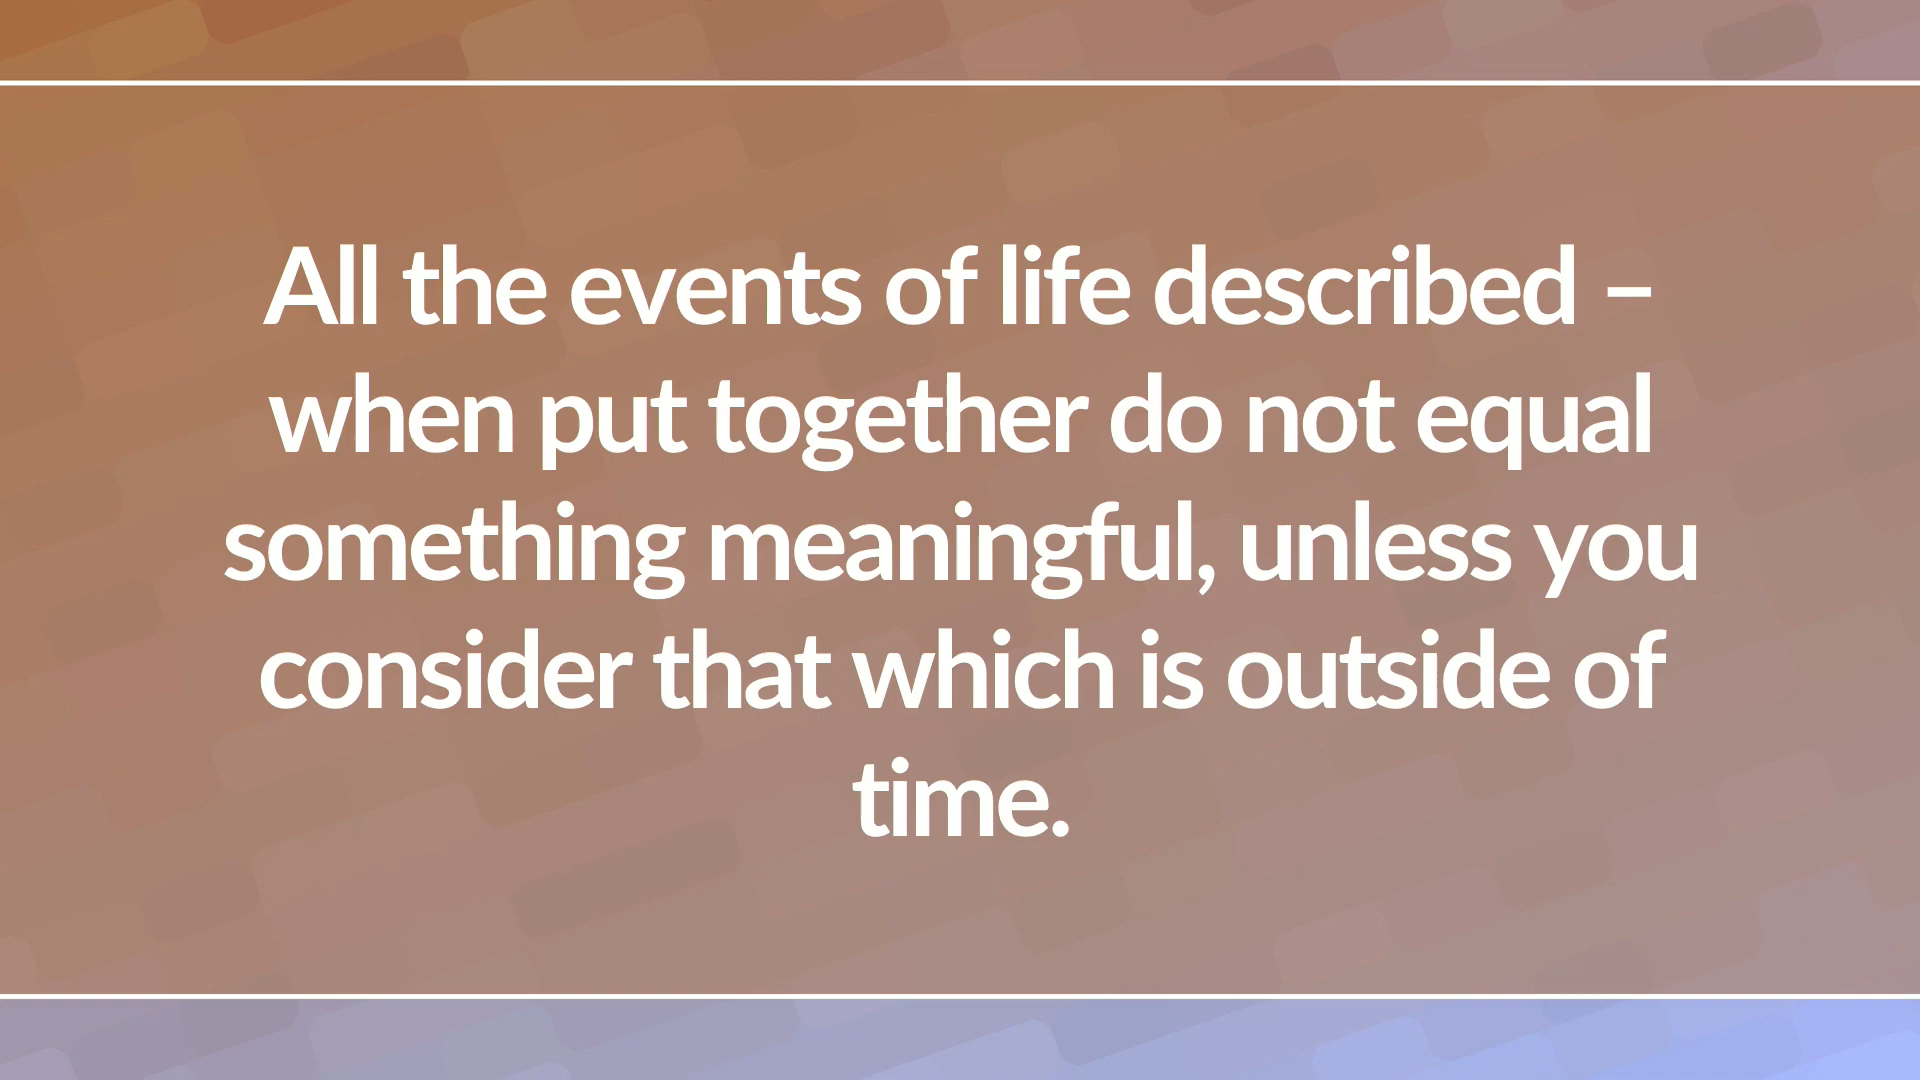 All the events of life described –
when put together do not equal
something meaningful, unless you
consider that which is outside of
time.